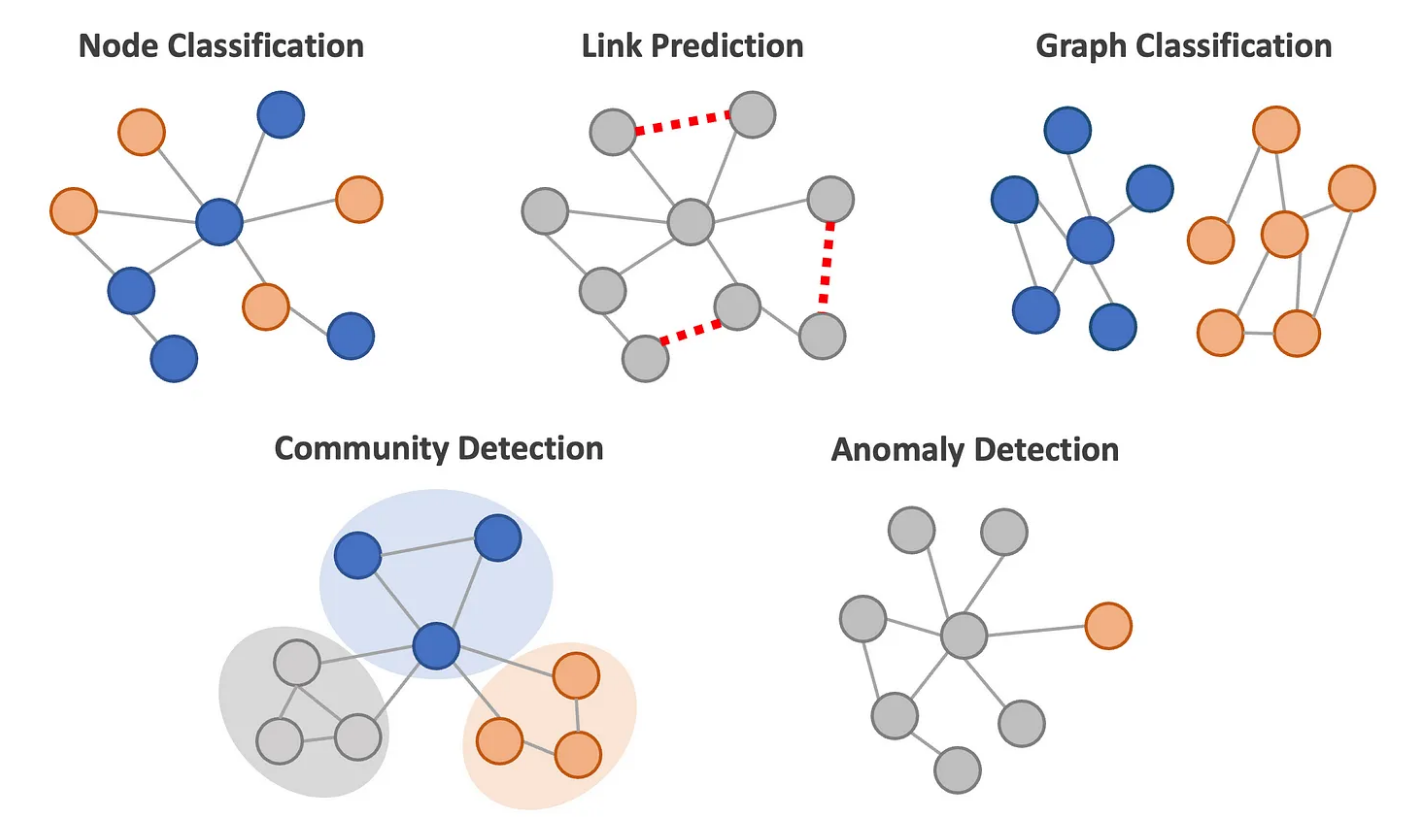 Node Classification
Link Prediction
Graph Classification
Community Detection
Anomaly Detection